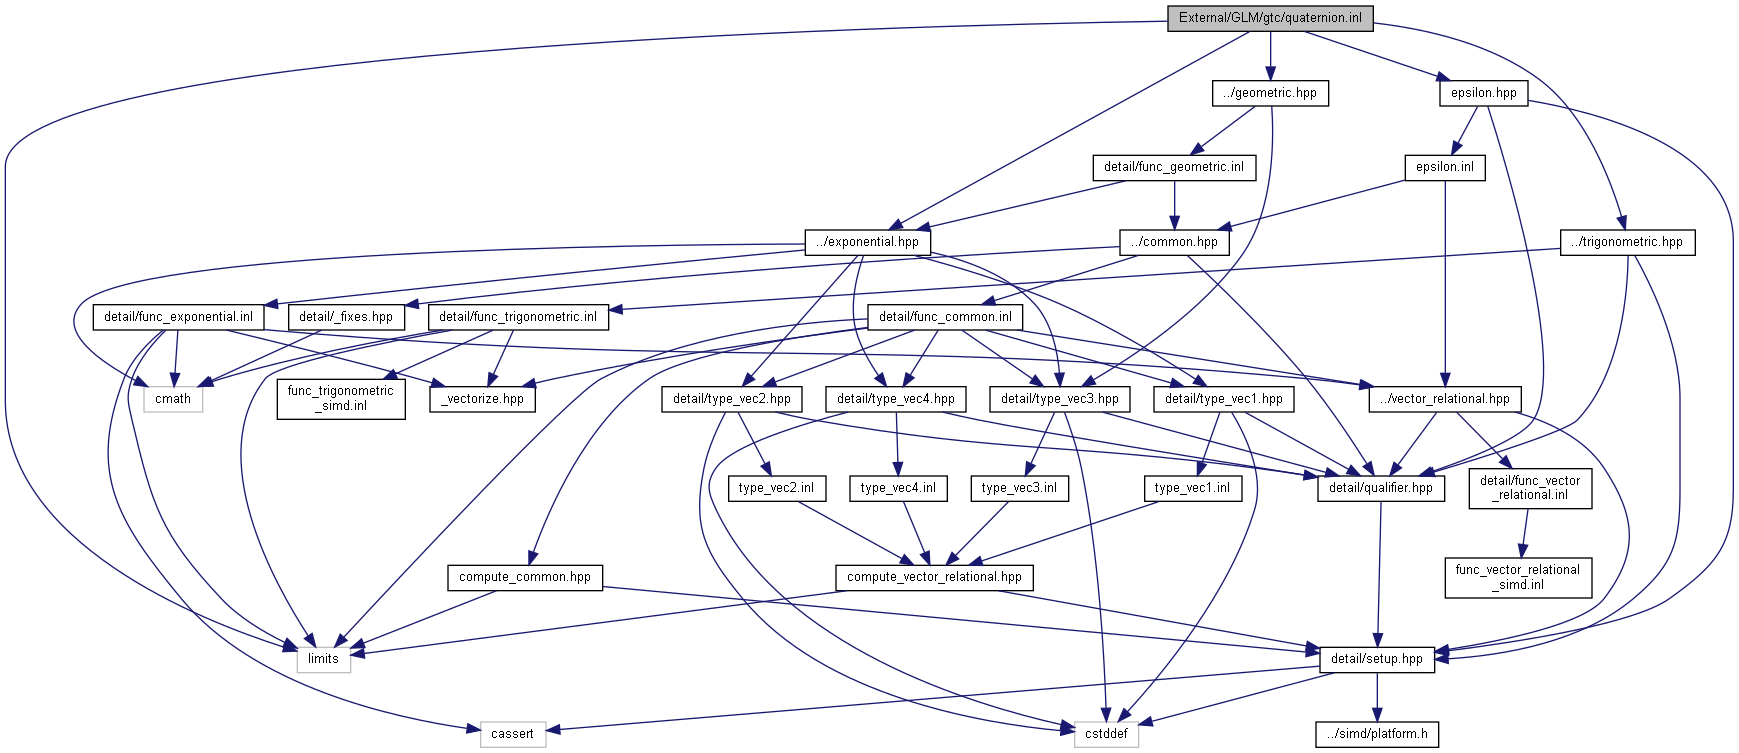 External/GLM/gtc/quaternion.inl
../geometric.hpp
epsilon.hpp
detail/func_geometric.inl
epsilon.inl
../exponential.hpp
../common.hpp
../trigonometric.hpp
detail/func_exponential.inl
detail/_fixes.hpp
detail/func_trigonometric.inl
detail/func_common.inl
cmath
func_trigonometric
_simd.inl
_vectorize.hpp
detail/type_vec2.hpp
detail/type_vec4.hpp
detail/type_vec3.hpp
detail/type_vec1.hpp
../vector_relational.hpp
type_vec2.inl
type_vec4.inl
type_vec3.inl
type_vec1.inl
detail/qualifier.hpp
detail/func_vector
_relational.inl
compute_common.hpp
compute_vector_relational.hpp
func_vector_relational
_simd.inl
limits
detail/setup.hpp
cassert
cstddef
../simd/platform.h